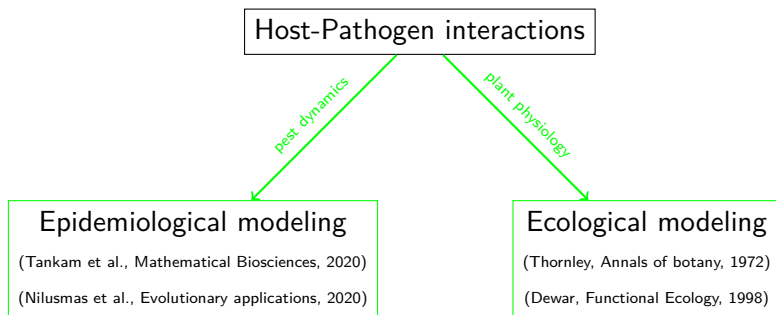 Host-Pathogen interactions
pest dynamics
plant physiology
Epidemiological modeling
(Tankam et al., Mathematical Biosciences, 2020)
(Nilusmas et al., Evolutionary applications, 2020)
Ecological modeling
(Thornley, Annals of botany, 1972)
(Dewar, Functional Ecology, 1998)